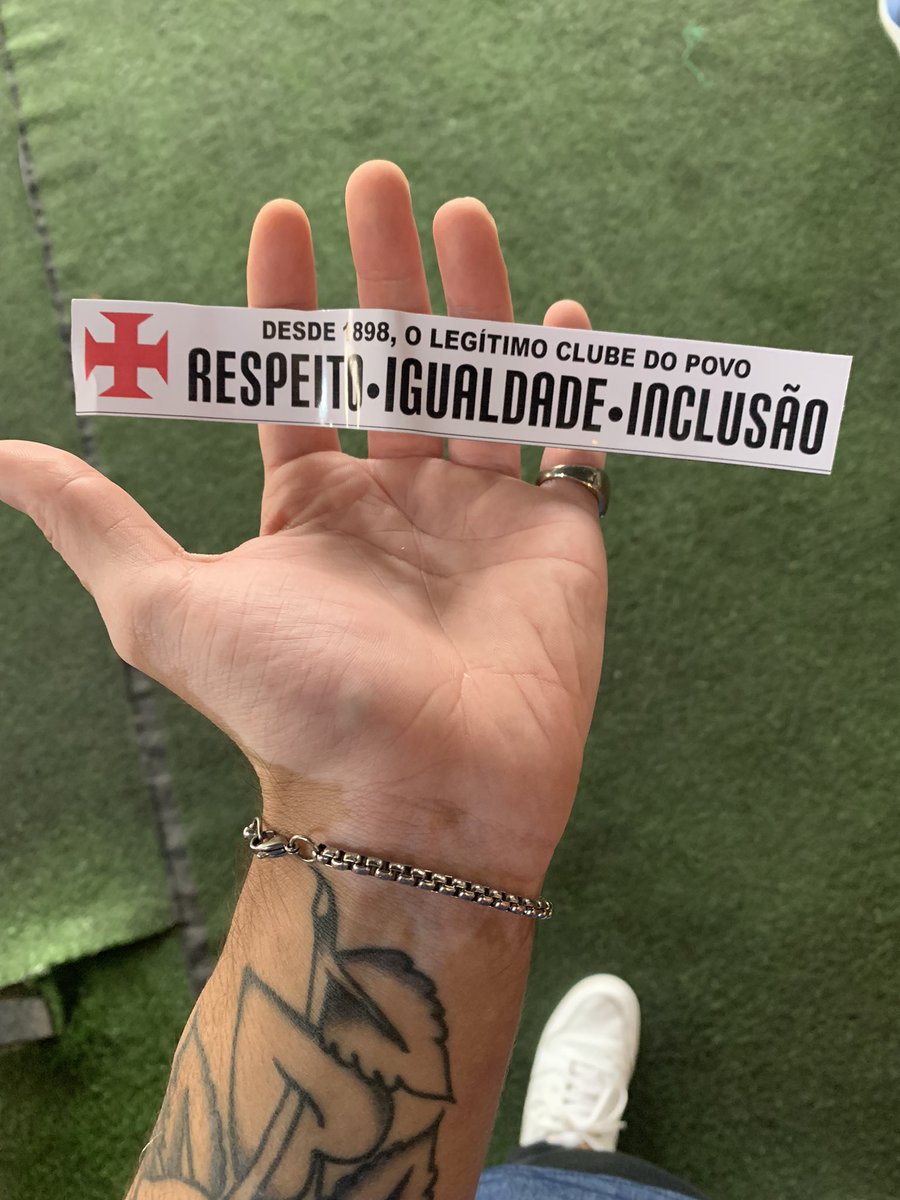 DESDE 1898, O LEGÍTIMO CLUBE DO POVO
RESPEITO•IGUALDADE•INCLUSÃO